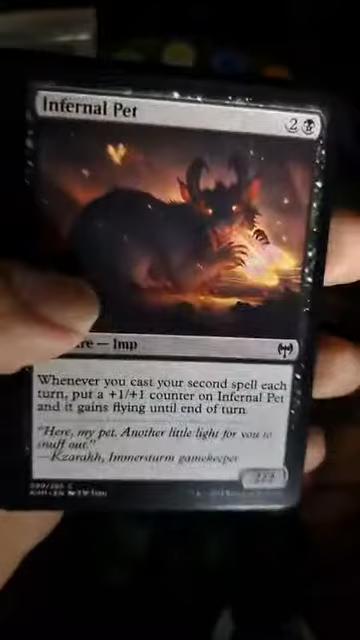 Infernal Pet
2
re — Imp
Whenever you cast your second spell each
turn, put a +1/+1 counter on Infernal Pet
and it gains flying until end of turn
"Here, my pet. Another little light for you to
snuff out."
—Kzarakh, Immersturm gamekeeper
2/2